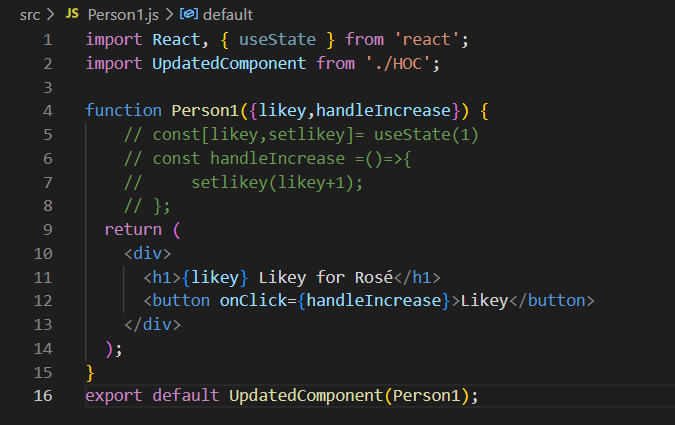 src > JS Person1.js > default
1 import React, { useState } from 'react';
2 import UpdatedComponent from './HOC';
3
4 function Person1({likey,handleIncrease}) {
5 // const[likey,setlikey]= useState(1)
6 // const handleIncrease =()=>{
7 //     setlikey(likey+1);
8 // };
9 return (
10 <div>
11 <h1>{likey} Likey for Rosé</h1>
12 <button onClick={handleIncrease}>Likey</button>
13 </div>
14 );
15 }
16 export default UpdatedComponent(Person1);